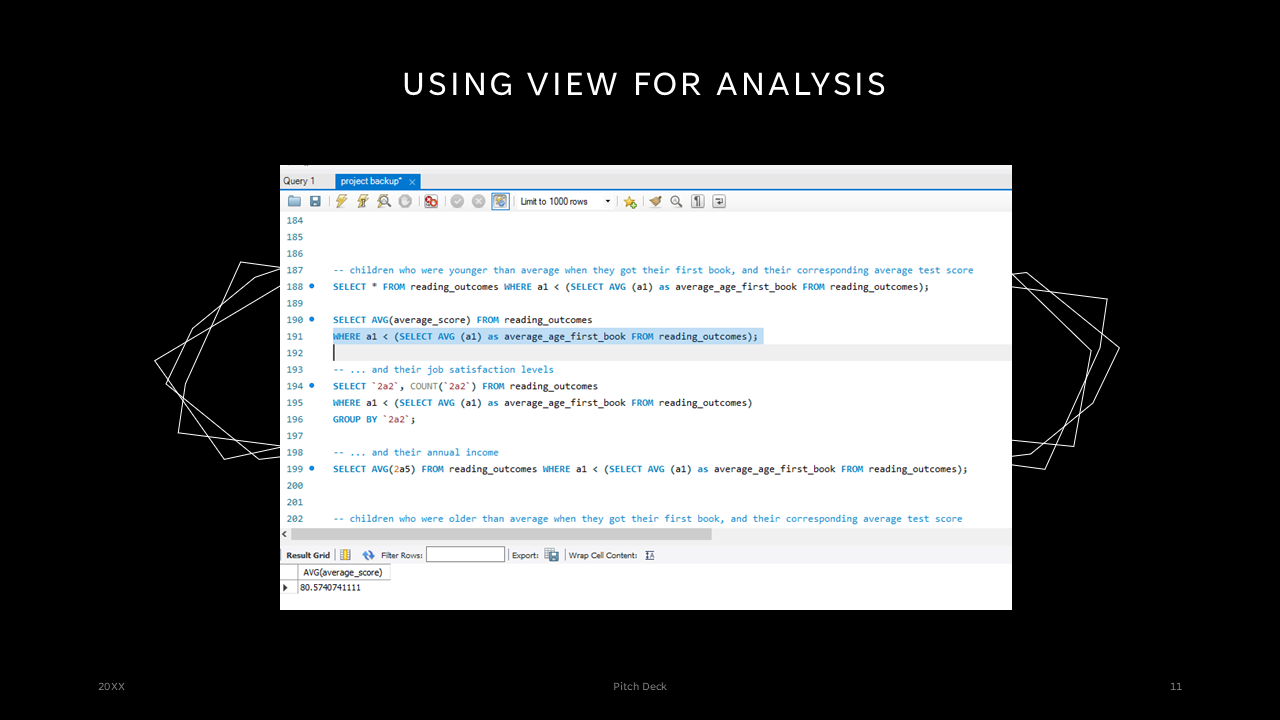 USING VIEW FOR ANALYSIS
Query 1
project backup*
Limit to 1000 rows
184
185
186
187 -- children who were younger than average when they got their first book, and their corresponding average test score
188 SELECT * FROM reading_outcomes WHERE a1 < (SELECT AVG (a1) as average_age_first_book FROM reading_outcomes);
189
190 SELECT AVG(average_score) FROM reading_outcomes
191 WHERE a1 < (SELECT AVG (a1) as average_age_first_book FROM reading_outcomes);
192
193 -- ... and their job satisfaction levels
194 SELECT `2a2`, COUNT(`2a2`) FROM reading_outcomes
195 WHERE a1 < (SELECT AVG (a1) as average_age_first_book FROM reading_outcomes)
196 GROUP BY `2a2`;
197
198 -- ... and their annual income
199 SELECT AVG(2a5) FROM reading_outcomes WHERE a1 < (SELECT AVG (a1) as average_age_first_book FROM reading_outcomes);
200
201
202 -- children who were older than average when they got their first book, and their corresponding average test score
Result Grid Filter Rows: Export: Wrap Cell Content:
AVG(average_score)
80.5740741111
20XX
Pitch Deck
11